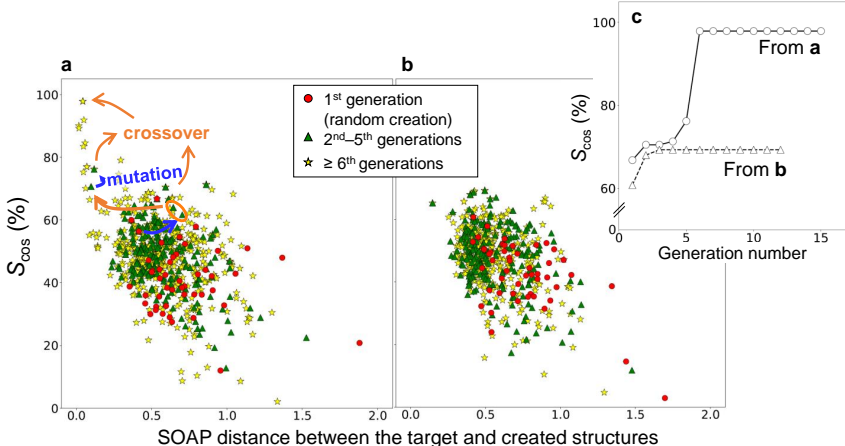 a
S_cos (%)
100
80
60
40
20
0
0.0
0.5
1.0
1.5
2.0
crossover
mutation
b
1st generation
(random creation)
2nd–5th generations
≥ 6th generations
0.0
0.5
1.0
1.5
2.0
SOAP distance between the target and created structures
c
S_cos (%)
100
80
60
0
From a
From b
0
5
10
15
Generation number